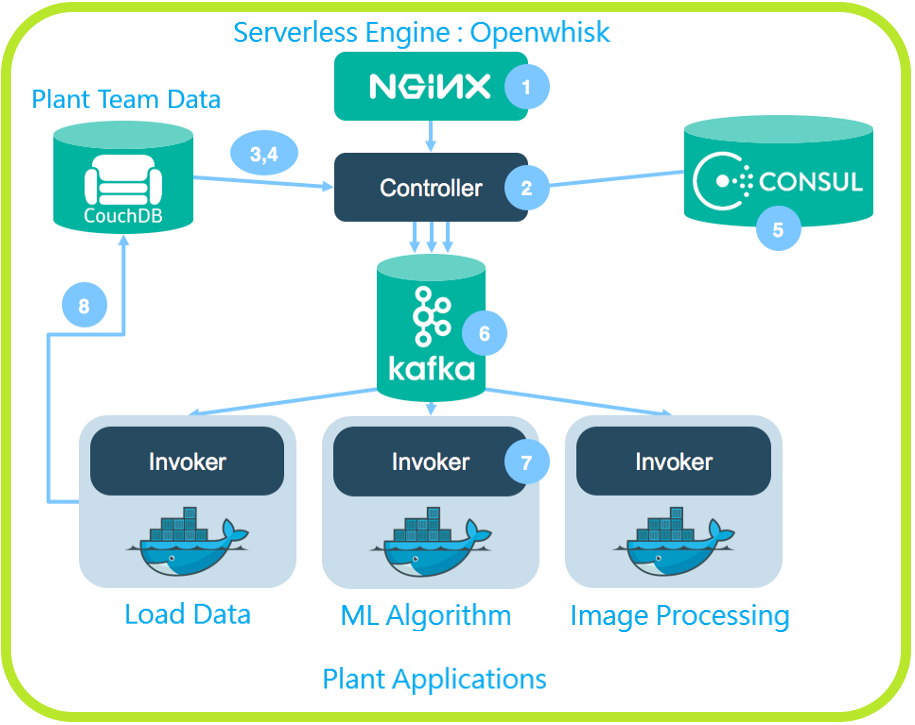 Serverless Engine : Openwhisk
NGINX
1
Plant Team Data
3,4
Controller
2
CONSUL
CouchDB
5
8
6
kafka
Invoker
Invoker
7
Invoker
Load Data
ML Algorithm
Image Processing
Plant Applications